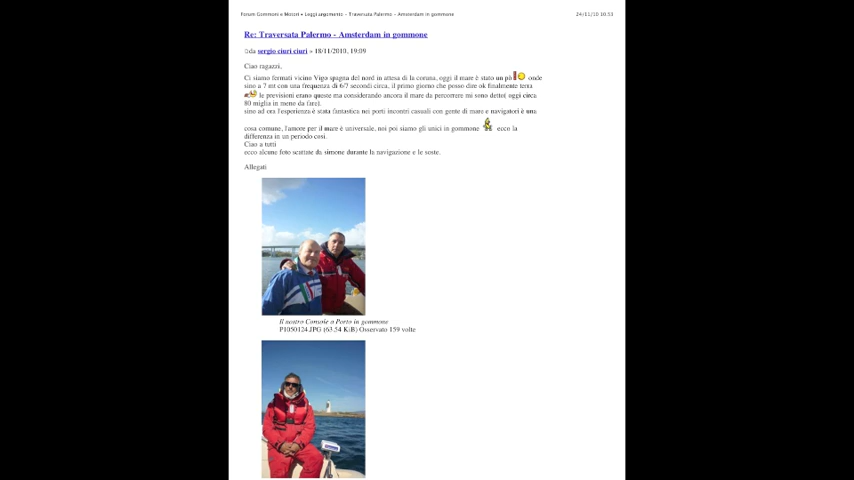 Forum Gommoni e Motori • Leggi argomento - Traversata Palermo - Amsterdam in gommone
24/11/10 10.53
Re: Traversata Palermo - Amsterdam in gommone
da sergio ciuri ciuri » 18/11/2010, 19:09
Ciao ragazzi,
Ci siamo fermati vicino Vigo spagna del nord in attesa di la coruna, oggi il mare è stato un pò onde
sino a 7 mt con una frequenza di 6/7 secondi circa, il primo giorno che posso dire ok finalmente terra
le previsioni erano queste ma considerando ancora il mare da percorrere mi sono detto( oggi circa
80 miglia in meno da fare).
sino ad ora l'esperienza è stata fantastica nei porti incontri casuali con gente di mare e navigatori è una
cosa comune, l'amore per il mare è universale, noi poi siamo gli unici in gommone ecco la
differenza in un periodo cosi.
Ciao a tutti
ecco alcune foto scattate da simone durante la navigazione e le soste.
Allegati
Il nostro Console a Porto in gommone
P1050124.JPG (63.54 KiB) Osservato 159 volte